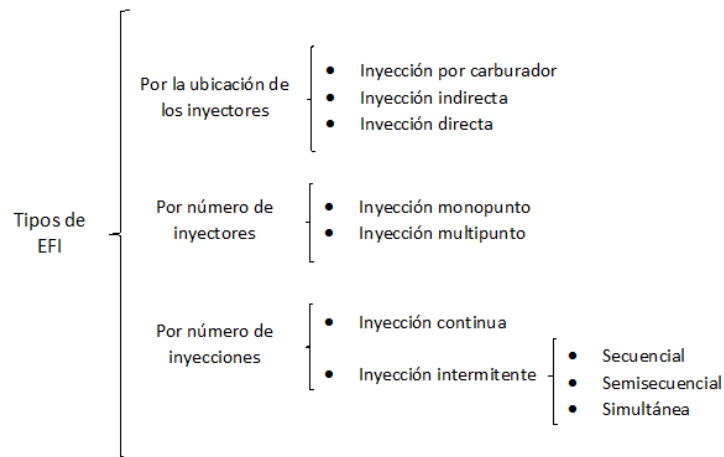 Tipos de
EFI
Por la ubicación de
los inyectores
● Inyección por carburador
● Inyección indirecta
● Invección directa
Por número de
inyectores
● Inyección monopunto
● Inyección multipunto
Por número de
inyecciones
● Inyección continua
● Inyección intermitente
● Secuencial
● Semisecuencial
● Simultánea